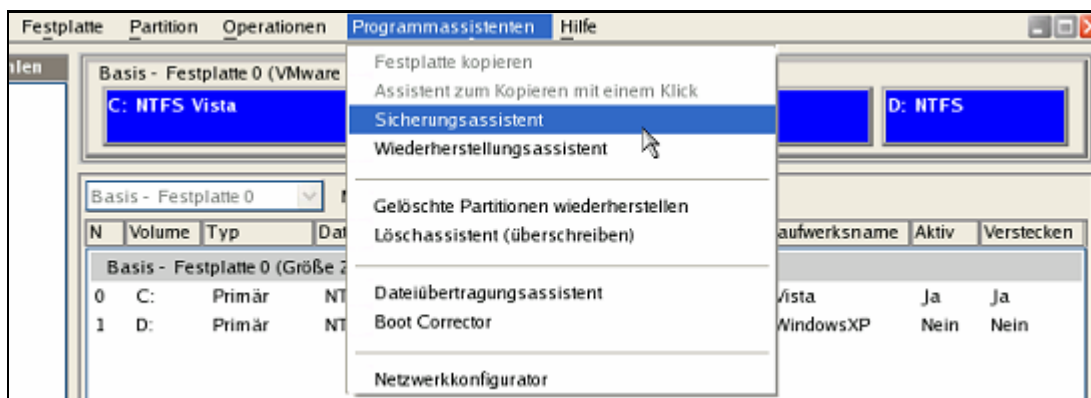 Festplatte Partition Operationen Programmassistenten Hilfe
Basis - Festplatte 0 (VMware
C: NTFS Vista
D: NTFS
Festplatte kopieren
Assistent zum Kopieren mit einem Klick
Sicherungsassistent
Wiederherstellungsassistent
Gelöschte Partitionen wiederherstellen
Löschassistent (überschreiben)
Dateiübertragungsassistent
Boot Corrector
Netzwerkkonfigurator
Basis - Festplatte 0
N Volume Typ Dat aufwerksname Aktiv Verstecken
Basis - Festplatte 0 (Größe 2
0 C: Primär NT Vista Ja Ja
1 D: Primär NT WindowsXP Nein Nein